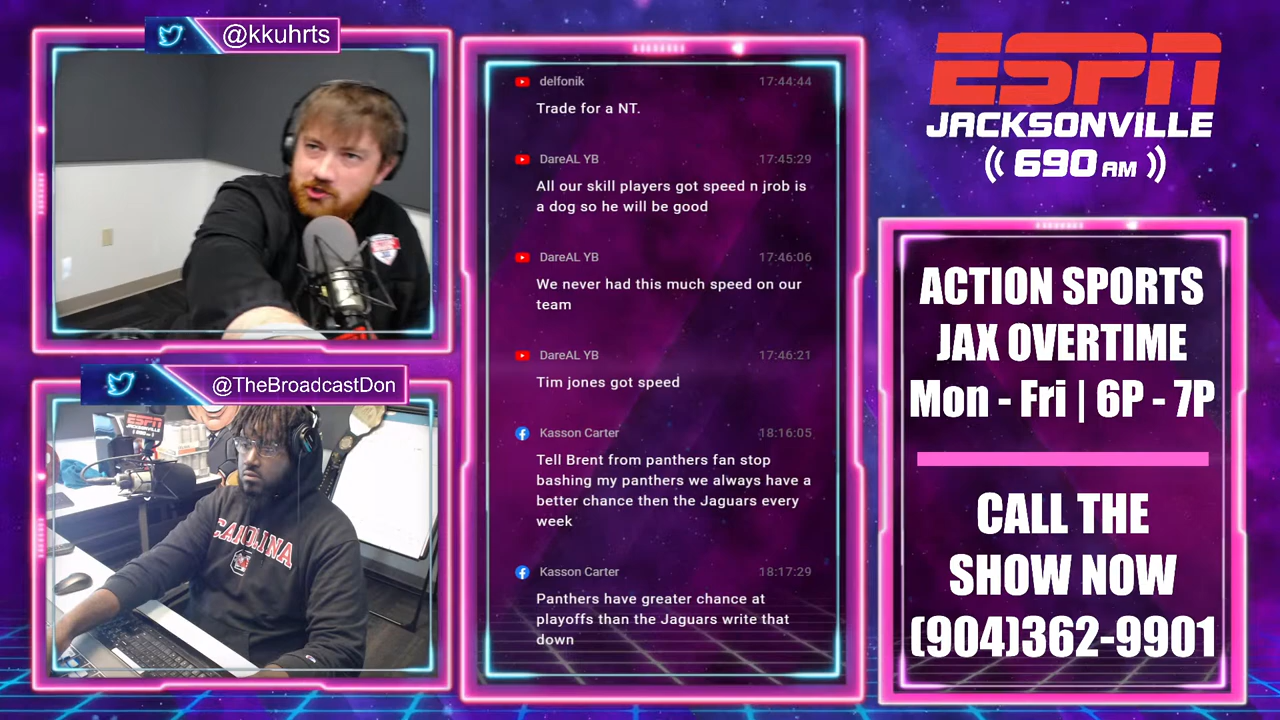 @kkuhrts
@TheBroadcastDon
ESPN
JACKSONVILLE
690 AM
CAROLINA
delfonik 17:44:44
Trade for a NT.
DareAL YB 17:45:29
All our skill players got speed n jrob is
a dog so he will be good
DareAL YB 17:46:06
We never had this much speed on our
team
DareAL YB 17:46:21
Tim jones got speed
Kasson Carter 18:16:05
Tell Brent from panthers fan stop
bashing my panthers we always have a
better chance then the Jaguars every
week
Kasson Carter 18:17:29
Panthers have greater chance at
playoffs than the Jaguars write that
down
ESPN
JACKSONVILLE
690 AM
ACTION SPORTS
JAX OVERTIME
Mon - Fri | 6P - 7P
CALL THE
SHOW NOW
(904)362-9901